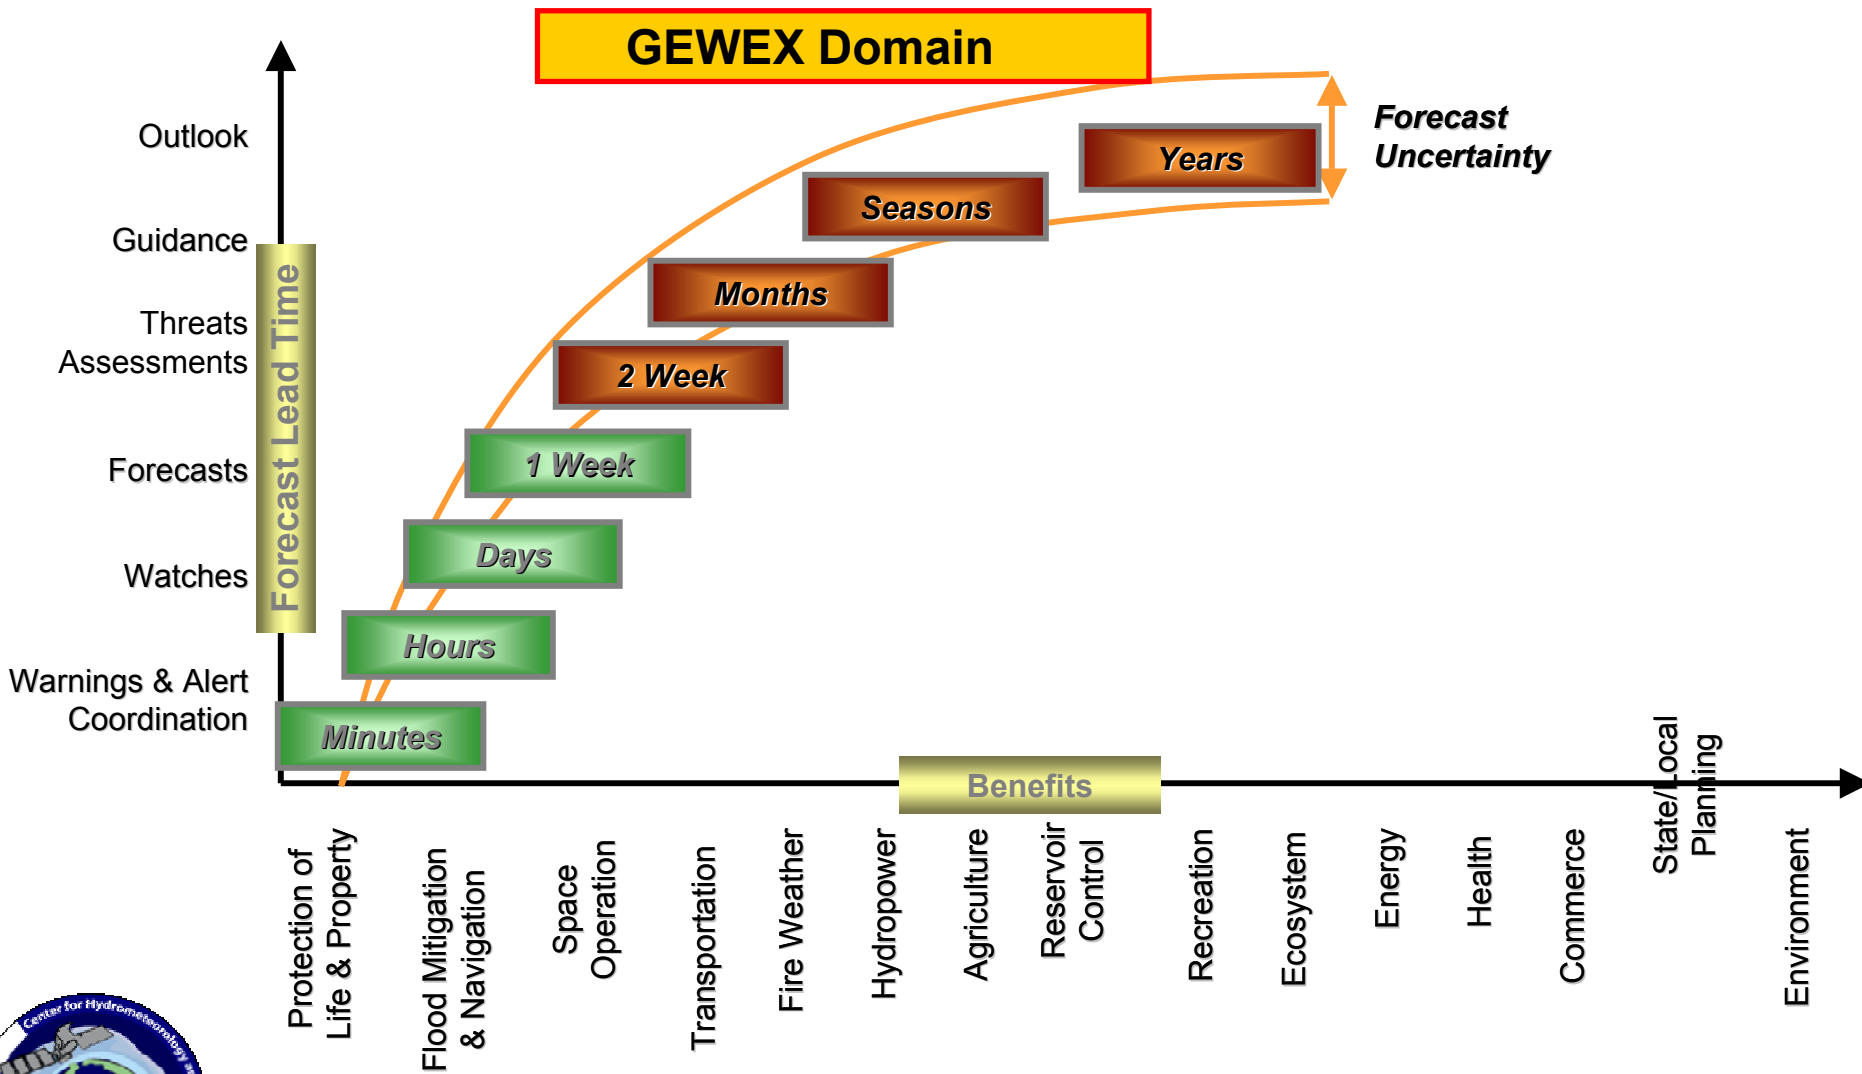 GEWEX Domain
Forecast
Uncertainty
Outlook
Guidance
Threats
Assessments
Forecasts
Watches
Warnings & Alert
Coordination
Forecast Lead Time
Years
Seasons
Months
2 Week
1 Week
Days
Hours
Minutes
Benefits
Protection of
Life & Property
Flood Mitigation
& Navigation
Space
Operation
Transportation
Fire Weather
Hydropower
Agriculture
Reservoir
Control
Recreation
Ecosystem
Energy
Health
Commerce
State/Local
Planning
Environment
Center for Hydrometeorology